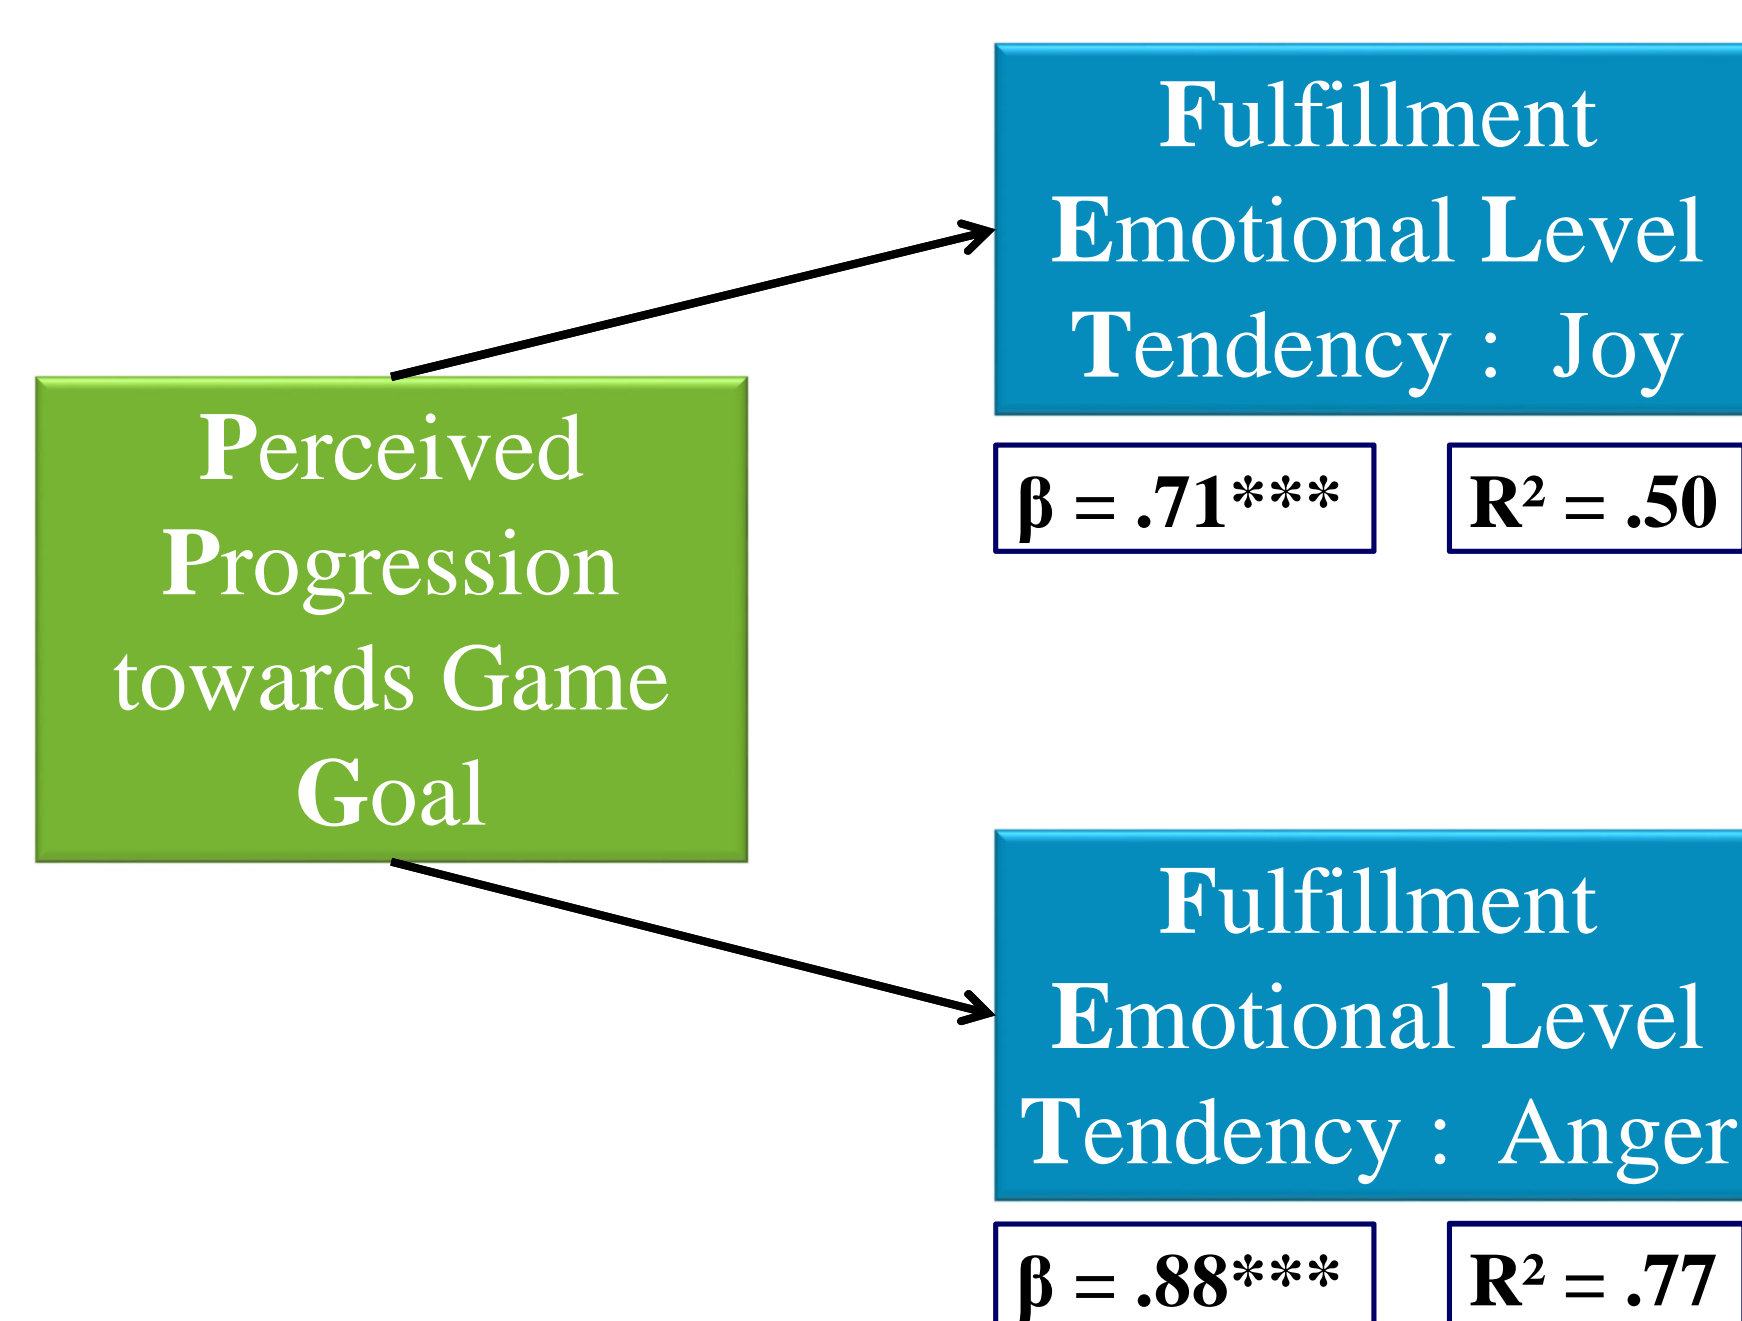 Fulfillment
Emotional Level
Tendency : Joy
β = .71***
R² = .50
Perceived
Progression
towards Game
Goal
Fulfillment
Emotional Level
Tendency : Anger
β = .88***
R² = .77